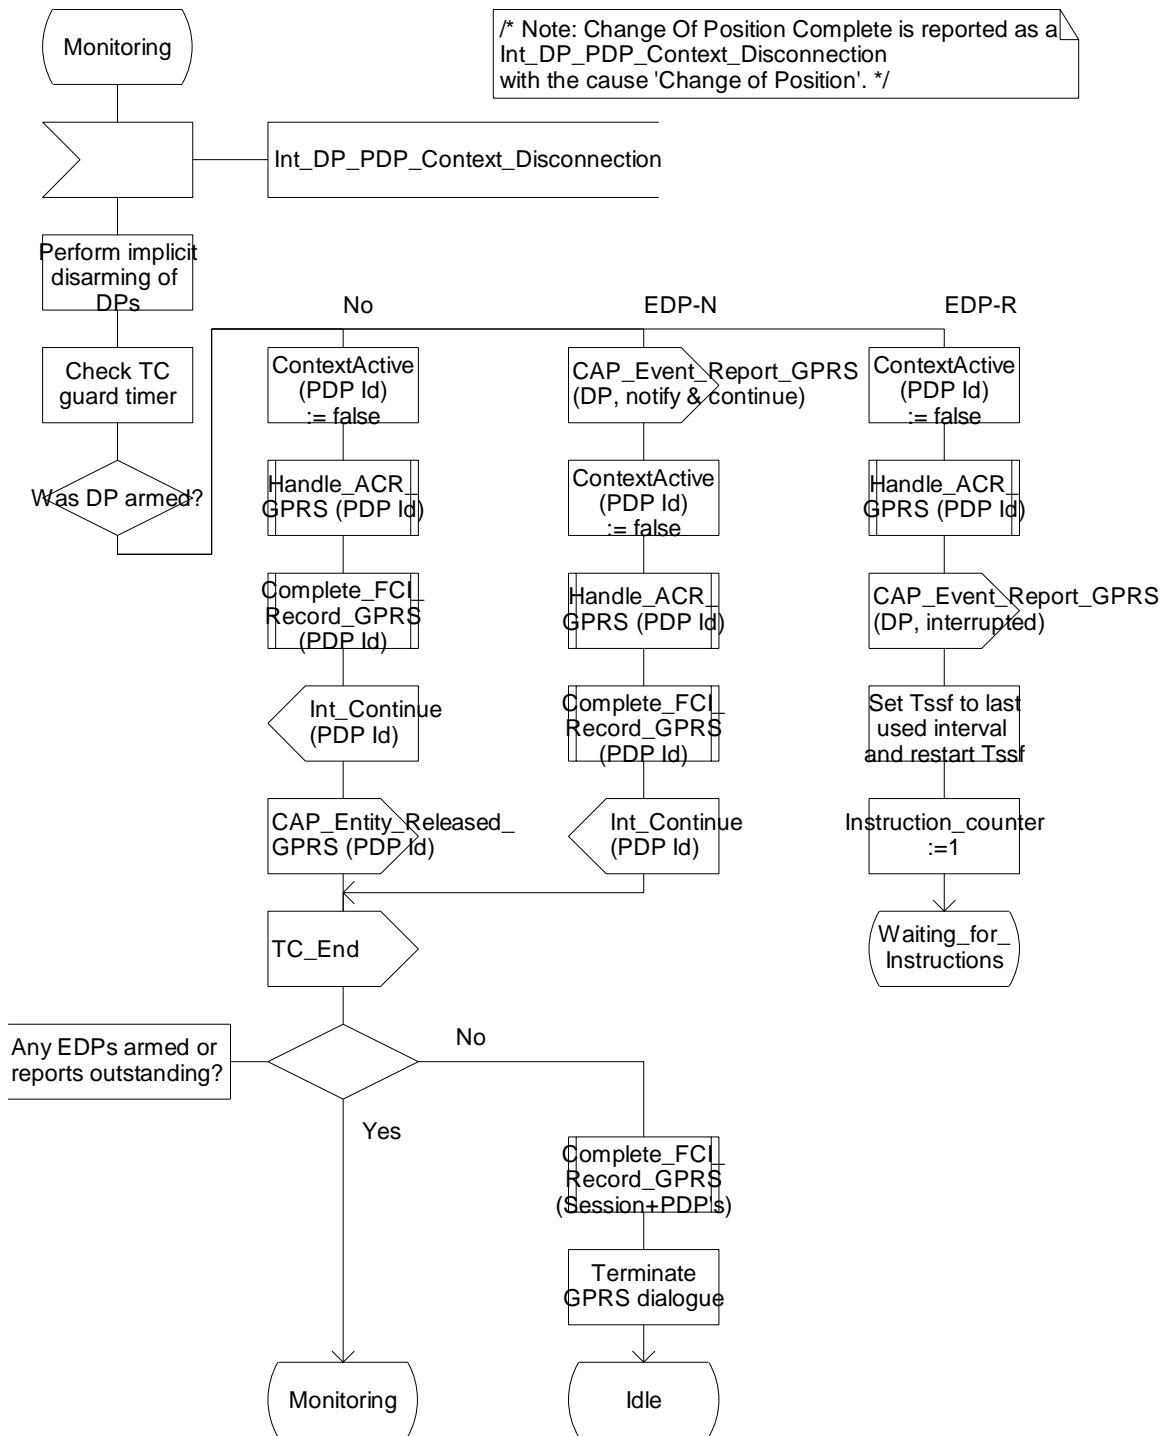 Monitoring
/* Note: Change Of Position Complete is reported as a
Int_DP_PDP_Context_Disconnection
with the cause 'Change of Position'. */
Int_DP_PDP_Context_Disconnection
Perform implicit
disarming of
DPs
Check TC
guard timer
Was DP armed?
No
ContextActive
(PDP Id)
:= false
Handle_ACR_
GPRS (PDP Id)
Complete_FCI_
Record_GPRS
(PDP Id)
Int_Continue
(PDP Id)
CAP_Entity_Released_
GPRS (PDP Id)
EDP-N
CAP_Event_Report_GPRS
(DP, notify & continue)
ContextActive
(PDP Id)
:= false
Handle_ACR_
GPRS (PDP Id)
Complete_FCI_
Record_GPRS
(PDP Id)
Int_Continue
(PDP Id)
EDP-R
ContextActive
(PDP Id)
:= false
Handle_ACR_
GPRS (PDP Id)
CAP_Event_Report_GPRS
(DP, interrupted)
Set Tssf to last
used interval
and restart Tssf
Instruction_counter
:=1
Waiting_for_
Instructions
TC_End
Any EDPs armed or
reports outstanding?
No
Yes
Complete_FCI_
Record_GPRS
(Session+PDP's)
Terminate
GPRS dialogue
Monitoring
Idle